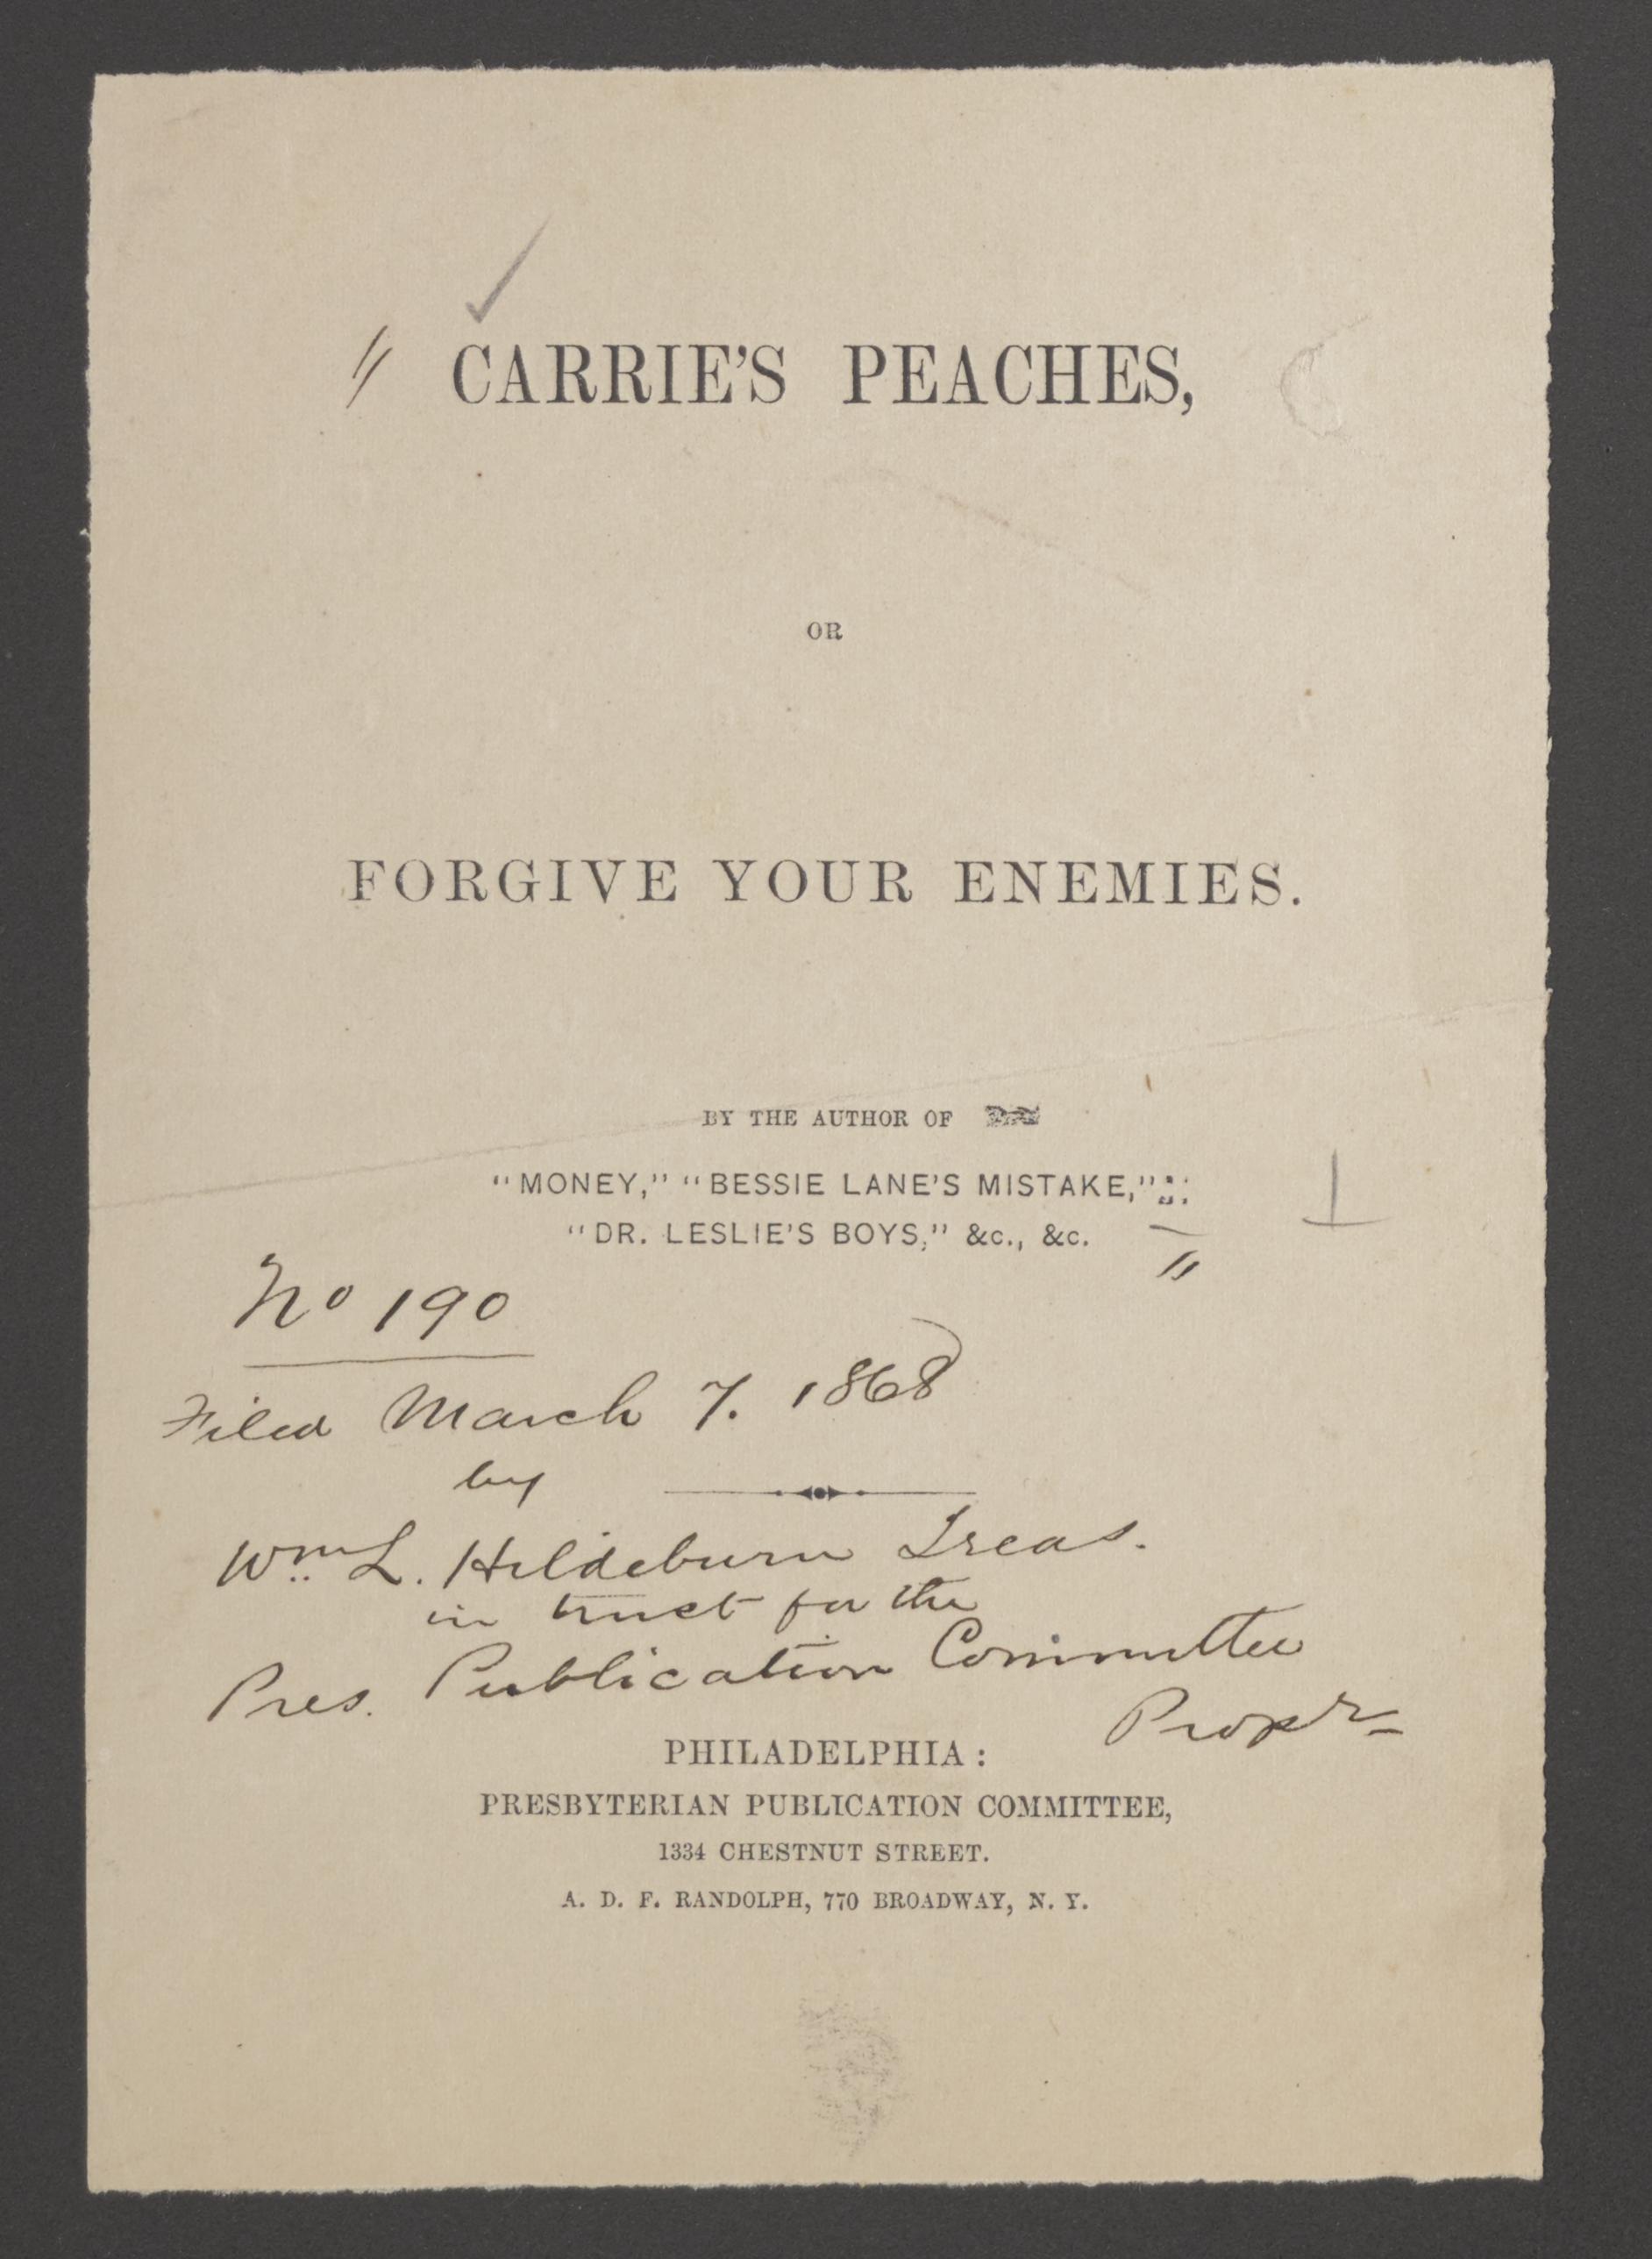 " CARRIE'S PEACHES,
OR
FORGIVE YOUR ENEMIES.
BY THE AUTHOR OF
"MONEY," "BESSIE LANE'S MISTAKE,"
"DR. LESLIE'S BOYS," &c., &c.
"
No 190
Filed March 7. 1868
by
Wm. L. Hildeburn Treas.
in trust for the
Pres. Publication Committee
Propr
PHILADELPHIA:
PRESBYTERIAN PUBLICATION COMMITTEE,
1334 CHESTNUT STREET.
A. D. F. RANDOLPH, 770 BROADWAY, N. Y.